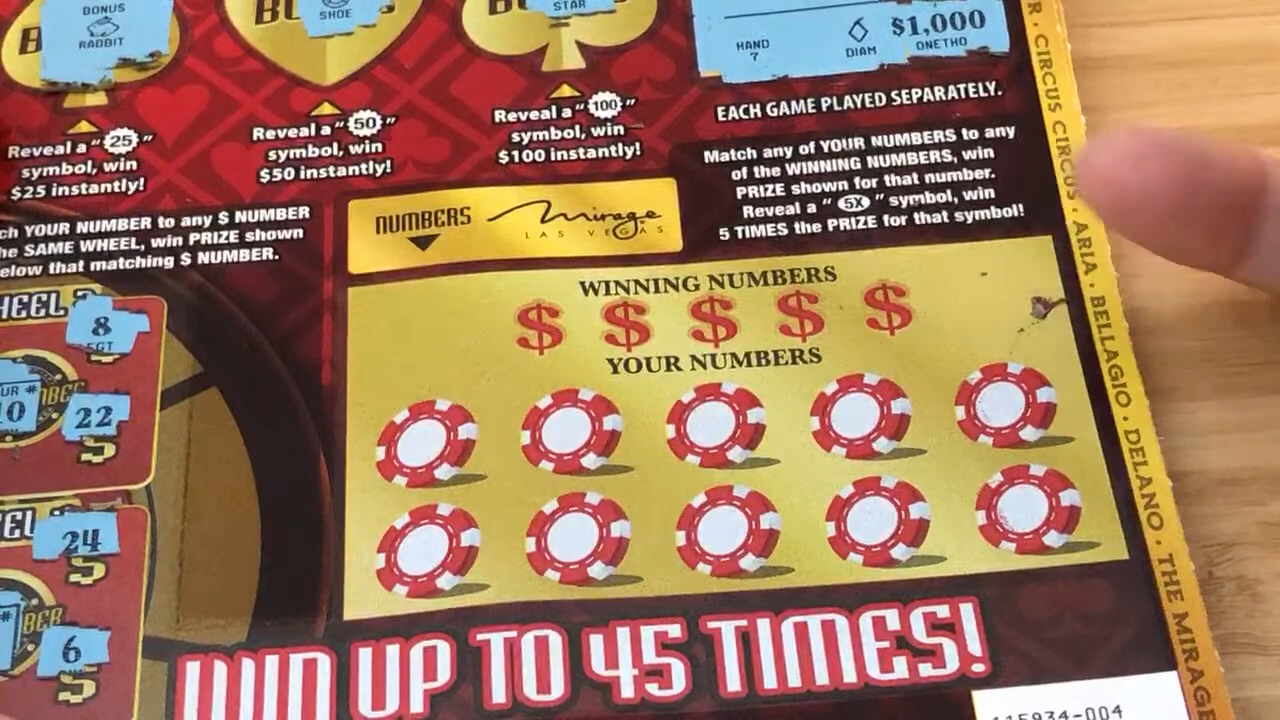 BONUS
RABBIT
SHOE
STAR
HAND
7
DIAM
$1,000
ONETHO
Reveal a "25"
symbol, win
$25 instantly!
Reveal a "50"
symbol, win
$50 instantly!
Reveal a "100"
symbol, win
$100 instantly!
EACH GAME PLAYED SEPARATELY.
Match any of YOUR NUMBERS to any
of the WINNING NUMBERS, win
PRIZE shown for that number.
Reveal a "5X" symbol, win
5 TIMES the PRIZE for that symbol!
YOUR NUMBER to any $ NUMBER
SAME WHEEL, win PRIZE shown
below that matching $ NUMBER.
NUMBERS
Mirage
LAS VEGAS
WINNING NUMBERS
$ $ $ $ $
YOUR NUMBERS
8
EGT
10
22
$
24
$
6
$
WIN UP TO 45 TIMES!
115934-004
CIRCUS CIRCUS · ARIA · BELLAGIO · DELANO · THE MIRAGE